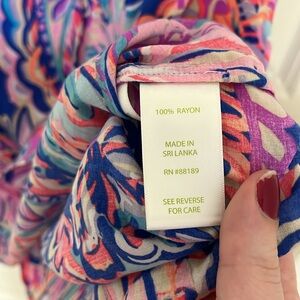 100% RAYON
MADE IN
SRI LANKA
RN #88189
SEE REVERSE
FOR CARE